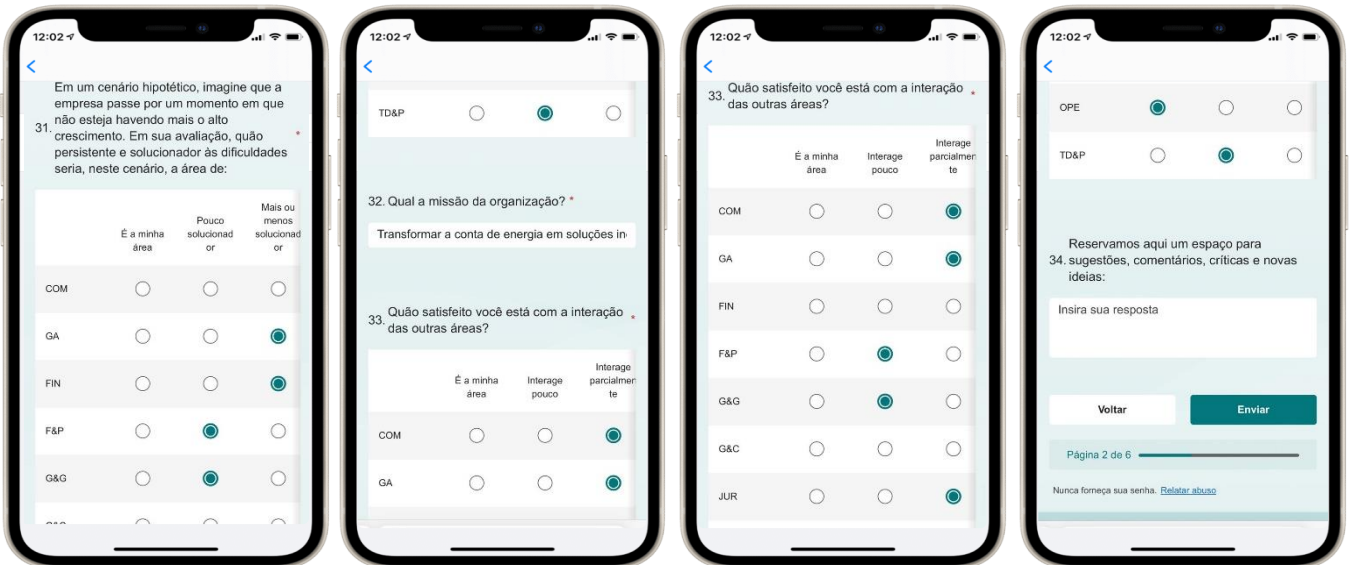 12:02
Em um cenário hipotético, imagine que a
empresa passe por um momento em que
não esteja havendo mais o alto
31. crescimento. Em sua avaliação, quão *
persistente e solucionador às dificuldades
seria, neste cenário, a área de:
É a minha área
Pouco solucionad or
Mais ou menos solucionad or
COM
GA
FIN
F&P
G&G
12:02
TD&P
32. Qual a missão da organização? *
Transformar a conta de energia em soluções in
33. Quão satisfeito você está com a interação *
das outras áreas?
É a minha área
Interage pouco
Interage parcialmen te
COM
GA
12:02
33. Quão satisfeito você está com a interação *
das outras áreas?
É a minha área
Interage pouco
Interage parcialmen te
COM
GA
FIN
F&P
G&G
G&C
JUR
12:02
OPE
TD&P
Reservamos aqui um espaço para
34. sugestões, comentários, críticas e novas
ideias:
Insira sua resposta
Voltar
Enviar
Página 2 de 6
Nunca forneça sua senha. Relatar abuso